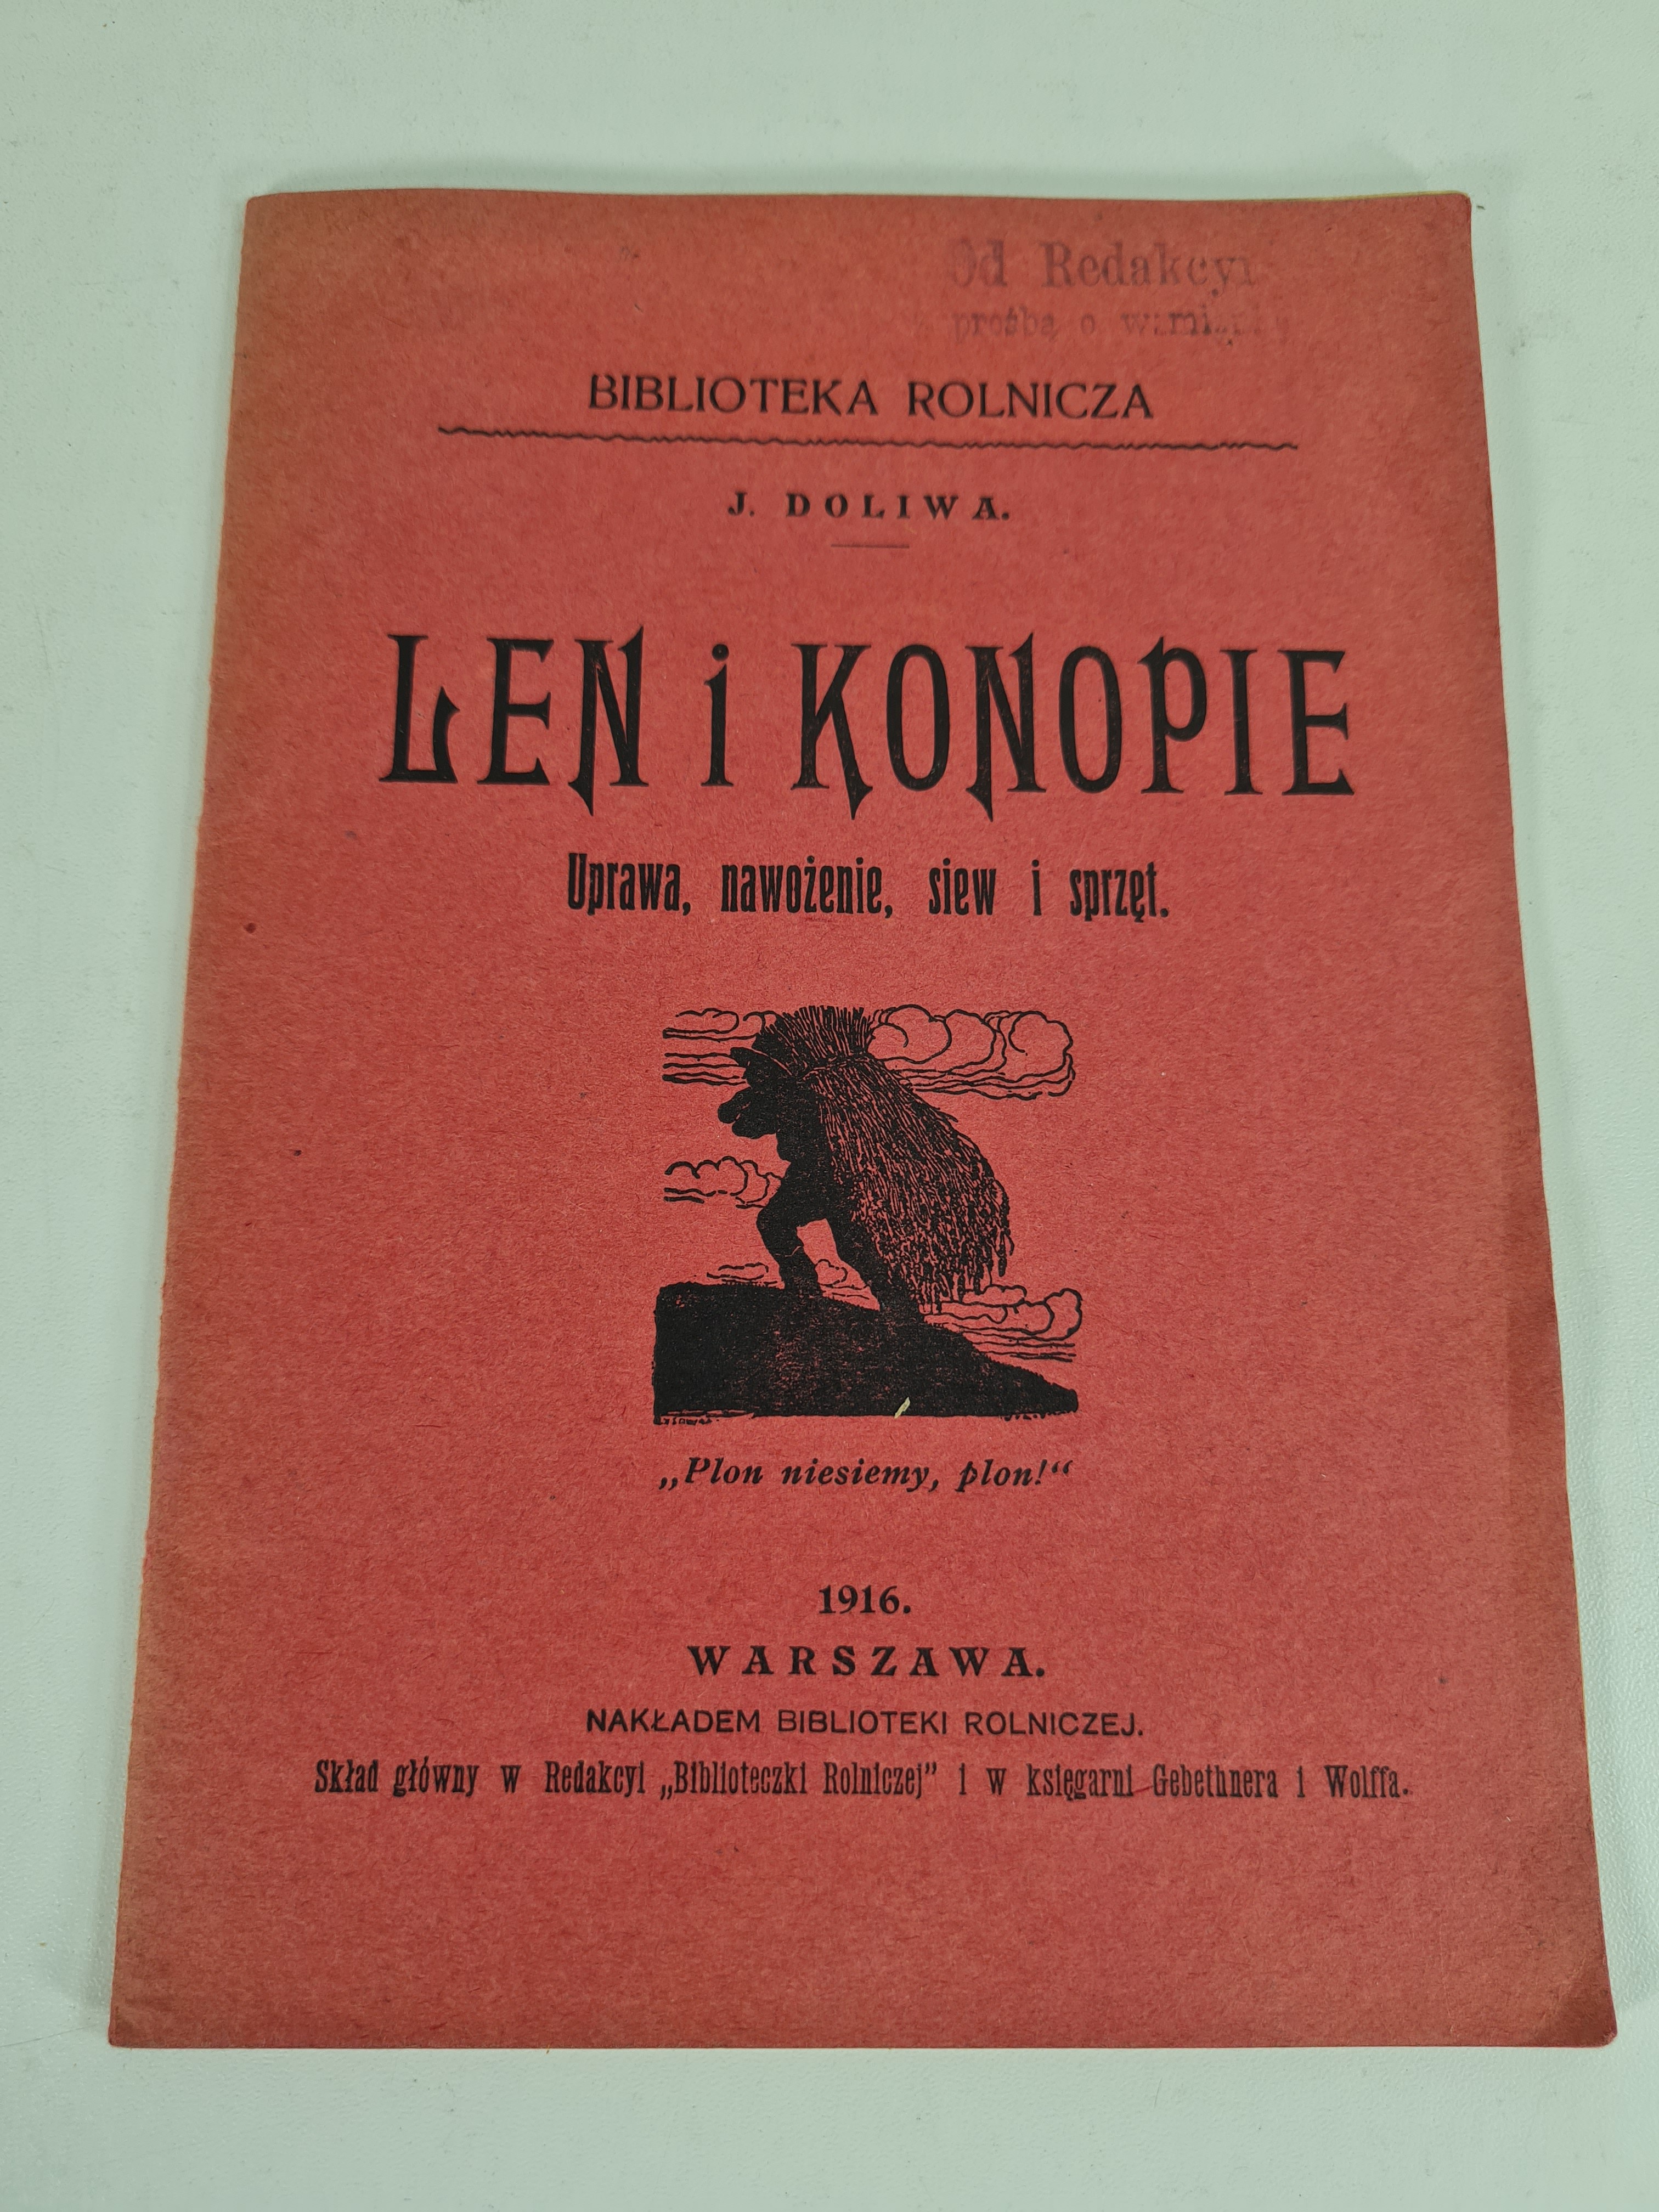 Od Redakcyi
prośba o
BIBLIOTEKA ROLNICZA
J. DOLIWA.
LEN i KONOPIE
Uprawa, nawożenie, siew i sprzęt.
„Plon niesiemy, plon!“
1916.
WARSZAWA.
NAKŁADEM BIBLIOTEKI ROLNICZEJ.
Skład główny w Redakcyi „Biblioteczki Rolniczej” i w księgarni Gebethnera i Wolffa.